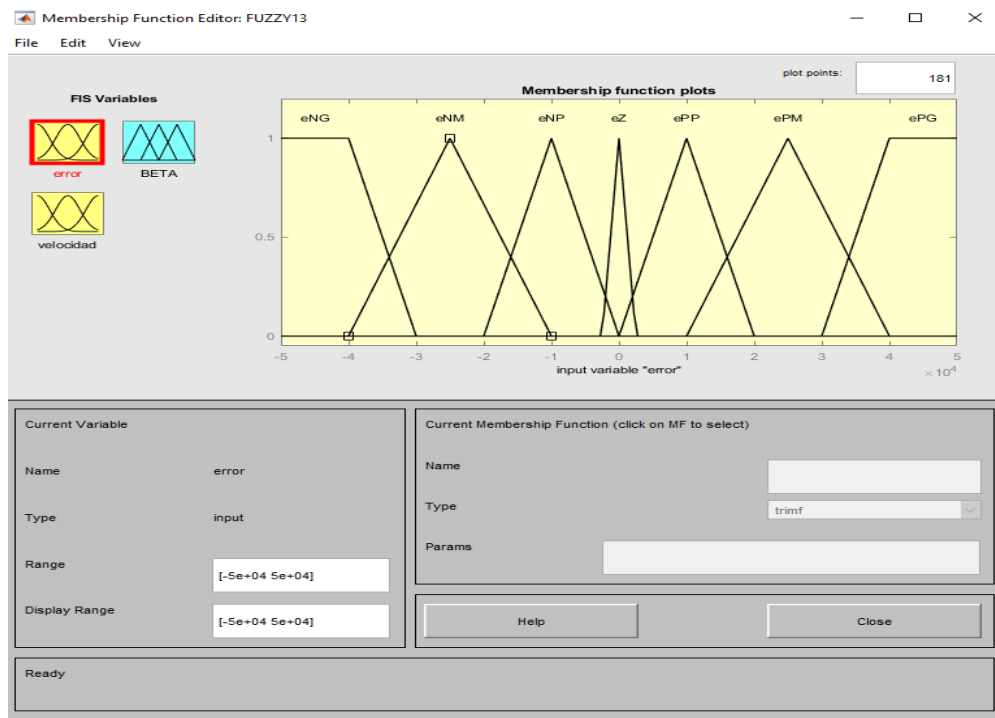 Membership Function Editor: FUZZY13
File Edit View
plot points: 181
FIS Variables
error
BETA
velocidad
Membership function plots
eNG eNM eNP eZ ePP ePM ePG
1
0.5
0
-5 -4 -3 -2 -1 0 1 2 3 4 5
input variable "error"
×10⁴
Current Variable
Name error
Type input
Range [-5e+04 5e+04]
Display Range [-5e+04 5e+04]
Current Membership Function (click on MF to select)
Name
Type trimf
Params
Help Close
Ready